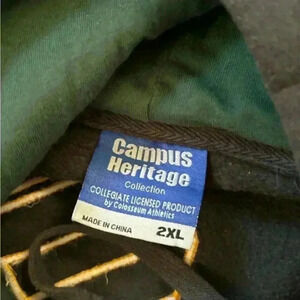 Campus
Heritage
Collection
COLLEGIATE LICENSED PRODUCT
by Colosseum Athletics
MADE IN CHINA
2XL